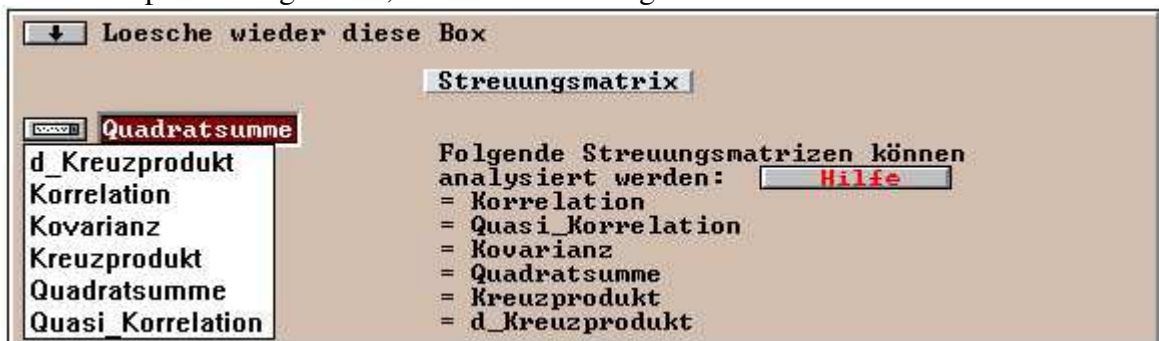 Loesche wieder diese Box
Streuungsmatrix
Quadratsumme
d_Kreuzprodukt
Korrelation
Kovarianz
Kreuzprodukt
Quadratsumme
Quasi_Korrelation
Folgende Streuungsmatrizen können
analysiert werden: Hilfe
= Korrelation
= Quasi_Korrelation
= Kovarianz
= Quadratsumme
= Kreuzprodukt
= d_Kreuzprodukt